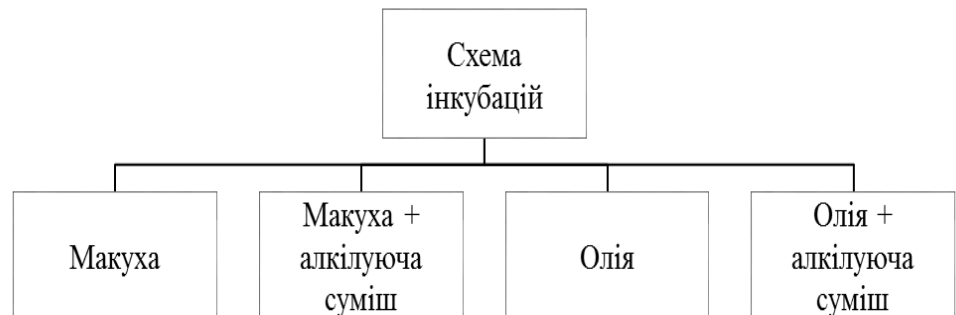 Схема
інкубацій
Макуха
Макуха +
алкілуюча
суміш
Олія
Олія +
алкілуюча
суміш